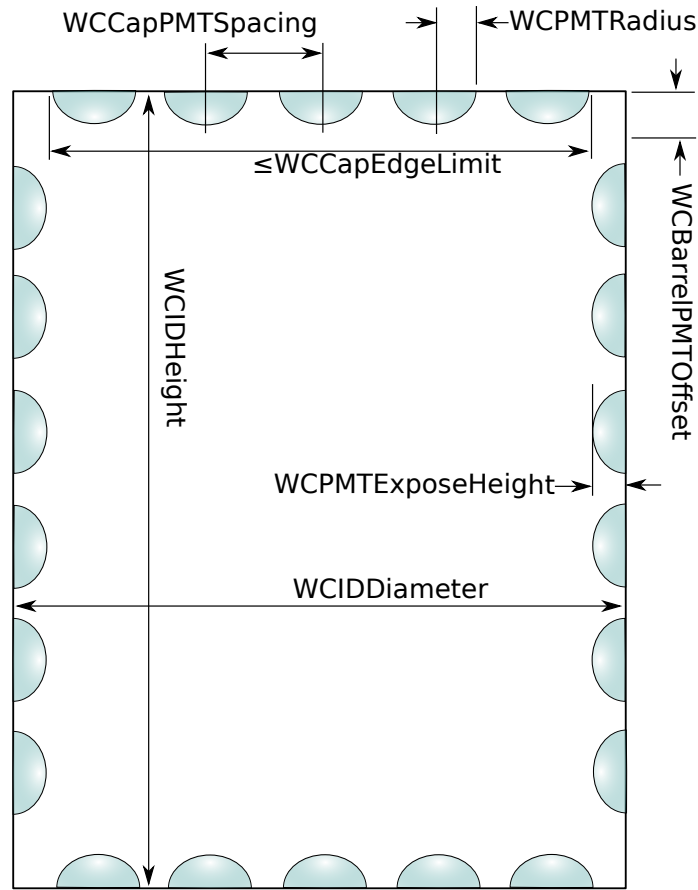 WCCapPMTSpacing
WCPMTRadius
≤WCCapEdgeLimit
WCBarrelPMTOffset
WCIDHeight
WCPMTExposeHeight
WCIDDiameter